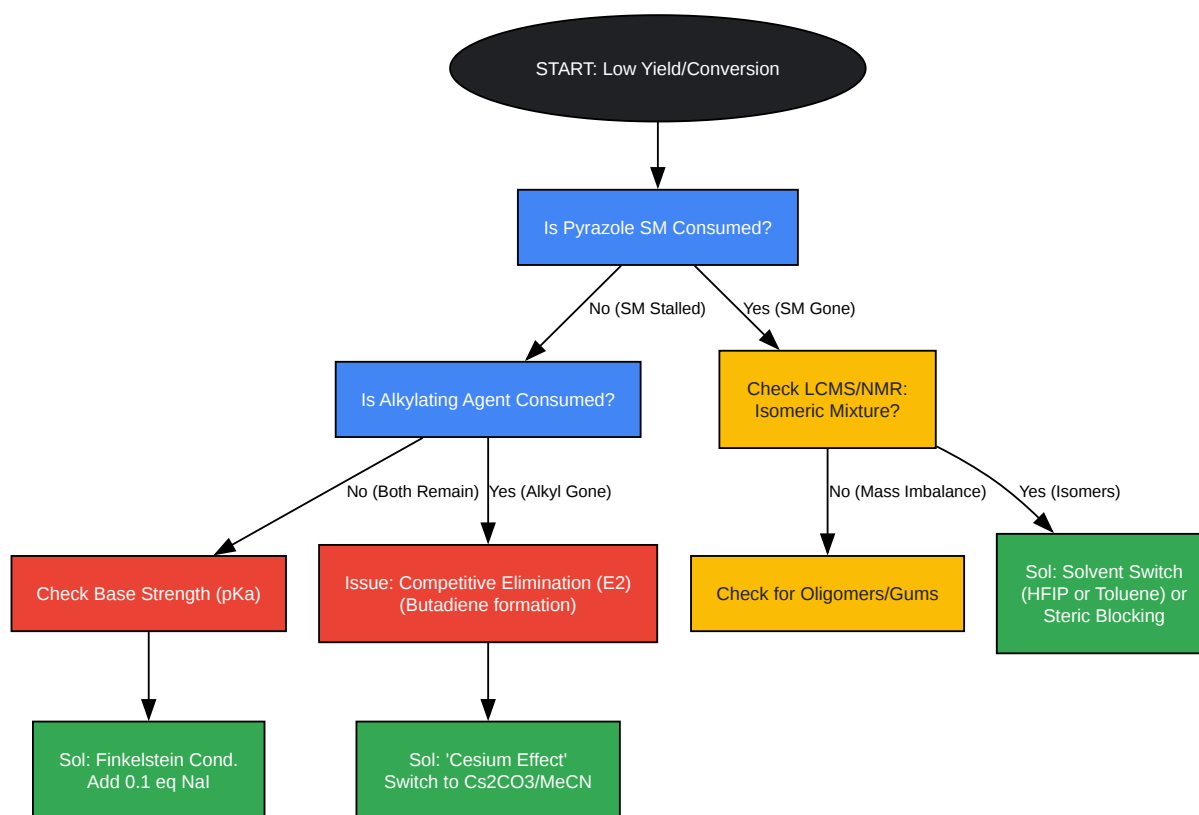 START: Low Yield/Conversion
Is Pyrazole SM Consumed?
No (SM Stalled)
Yes (SM Gone)
Is Alkylating Agent Consumed?
Check LCMS/NMR:
Isomeric Mixture?
No (Both Remain)
Yes (Alkyl Gone)
No (Mass Imbalance)
Yes (Isomers)
Check Base Strength (pKa)
Issue: Competitive Elimination (E2)
(Butadiene formation)
Check for Oligomers/Gums
Sol: Solvent Switch
(HFIP or Toluene) or
Steric Blocking
Sol: Finkelstein Cond.
Add 0.1 eq NaI
Sol: 'Cesium Effect'
Switch to Cs2CO3/MeCN